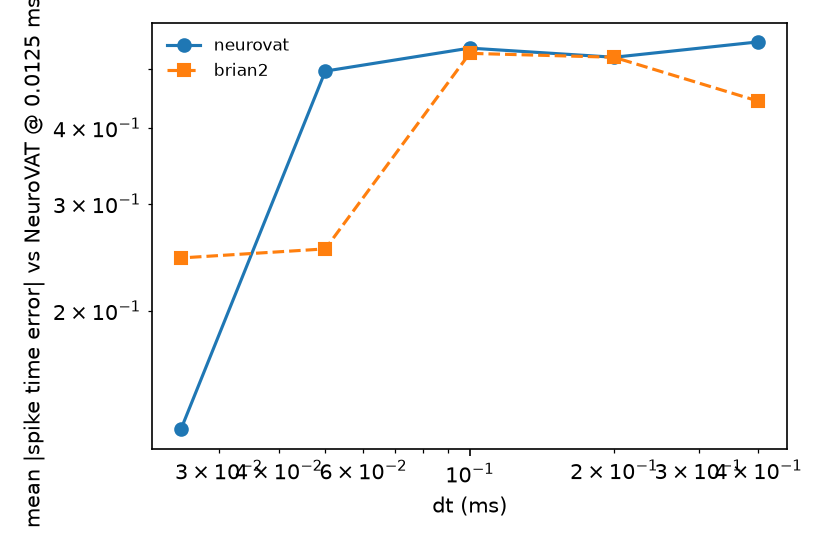 mean |spike time error| vs NeuroVAT @ 0.0125 ms
neurovat
brian2
4 × 10⁻¹
3 × 10⁻¹
2 × 10⁻¹
3 × 10⁻² 4 × 10⁻² 6 × 10⁻² 10⁻¹ 2 × 10⁻¹ 3 × 10⁻¹ 4 × 10⁻¹
dt (ms)